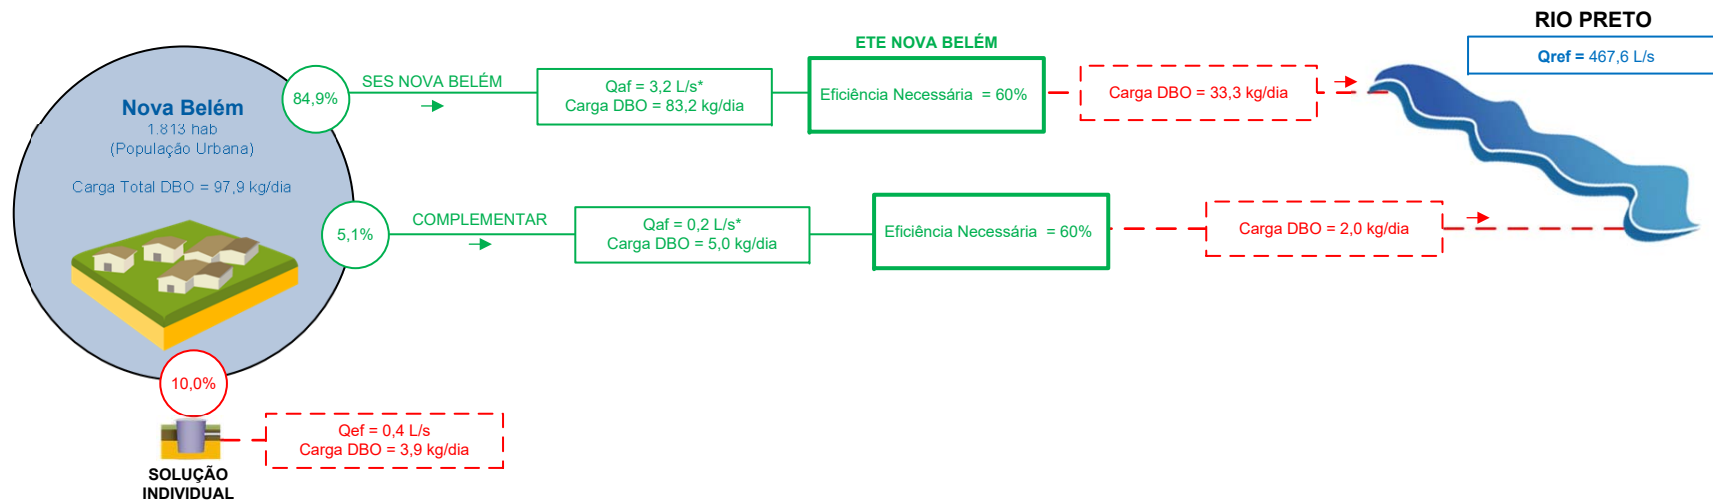 RIO PRETO
Qref = 467,6 L/s
ETE NOVA BELÉM
84,9%
SES NOVA BELÉM
Qaf = 3,2 L/s*
Carga DBO = 83,2 kg/dia
Eficiência Necessária = 60%
Carga DBO = 33,3 kg/dia
Nova Belém
1.813 hab
(População Urbana)
Carga Total DBO = 97,9 kg/dia
5,1%
COMPLEMENTAR
Qaf = 0,2 L/s*
Carga DBO = 5,0 kg/dia
Eficiência Necessária = 60%
Carga DBO = 2,0 kg/dia
10,0%
Qef = 0,4 L/s
Carga DBO = 3,9 kg/dia
SOLUÇÃO
INDIVIDUAL